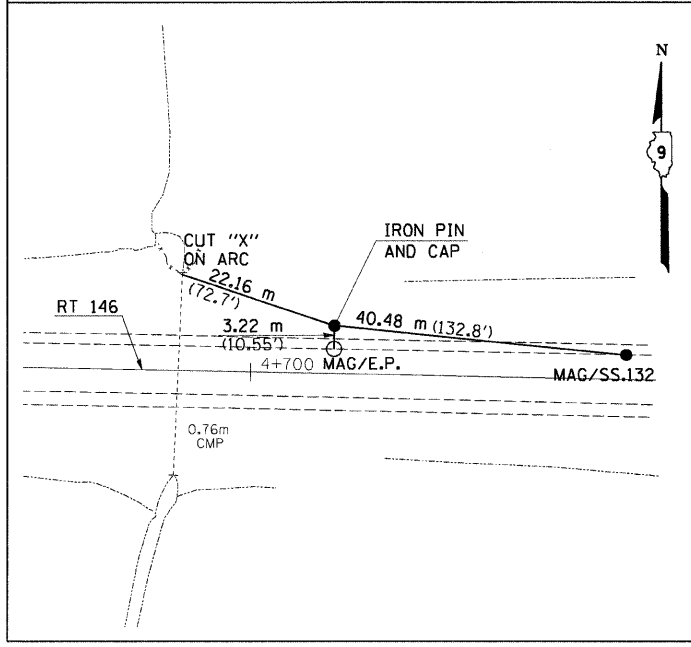 N
9
CUT "X"
ON ARC
IRON PIN
AND CAP
22.16 m
(72.7')
RT 146
3.22 m
(10.55')
40.48 m (132.8')
4+700 MAG/E.P.
MAG/SS.132
0.76m
CMP